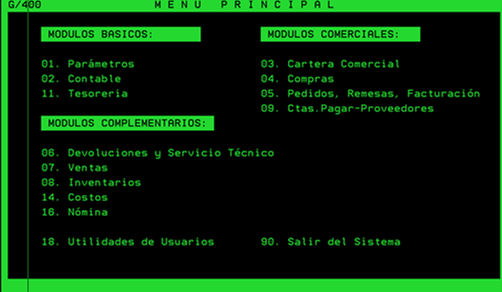 G/400 MENU PRINCIPAL
MODULOS BASICOS: MODULOS COMERCIALES:
01. Parámetros 03. Cartera Comercial
02. Contable 04. Compras
11. Tesoreria 05. Pedidos, Remesas, Facturación
09. Ctas.Pagar-Proveedores
MODULOS COMPLEMENTARIOS:
06. Devoluciones y Servicio Técnico
07. Ventas
08. Inventarios
14. Costos
16. Nómina
18. Utilidades de Usuarios 90. Salir del Sistema